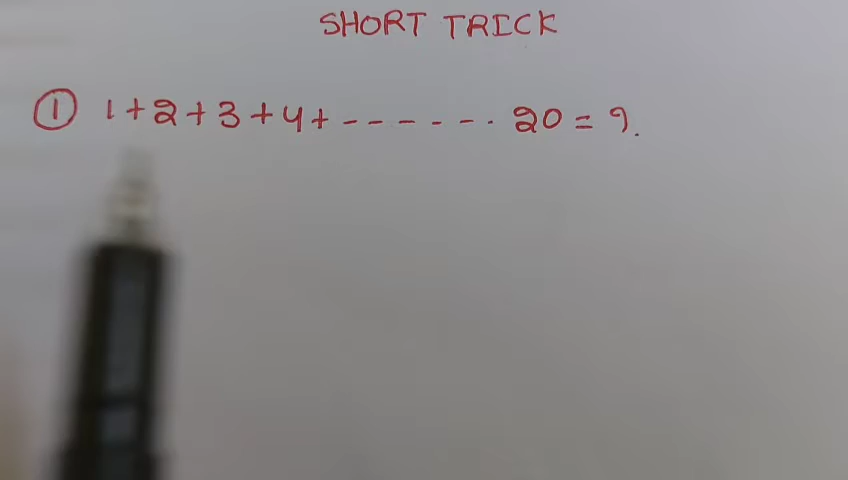 SHORT TRICK
① 1+2+3+4+ ------. 20 = ?